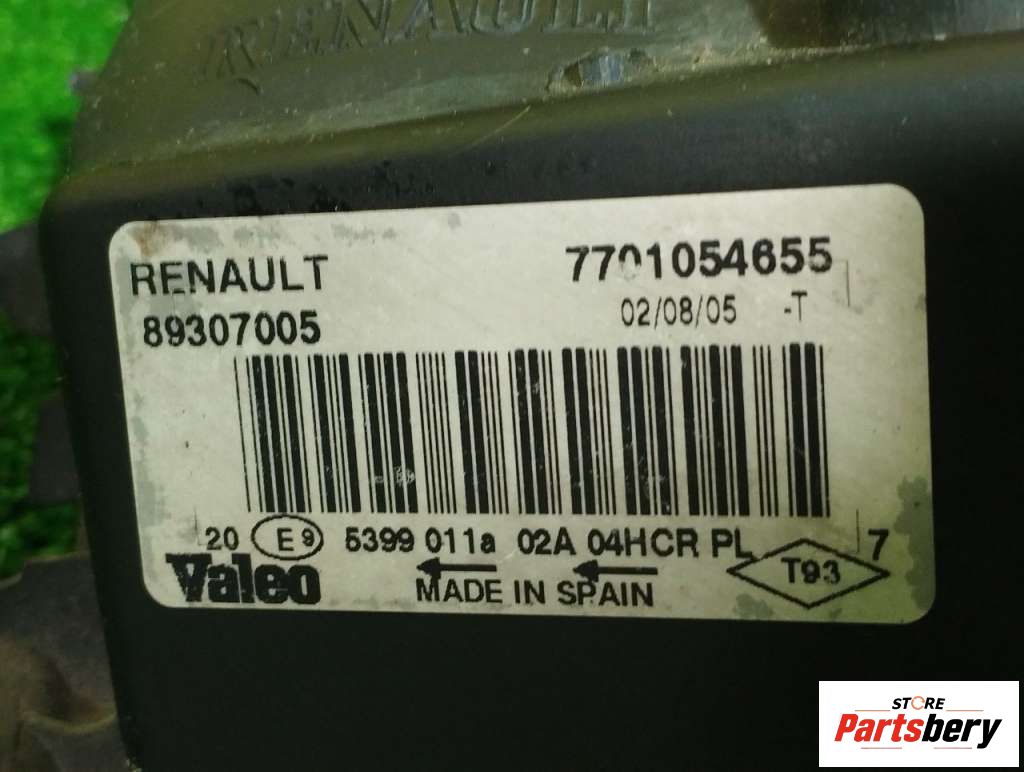 RENAULT
RENAULT 7701054655
89307005 02/08/05 -T
20 E9 5399 011a 02A 04HCR PL 7
Valeo MADE IN SPAIN T93
STORE
Partsbery